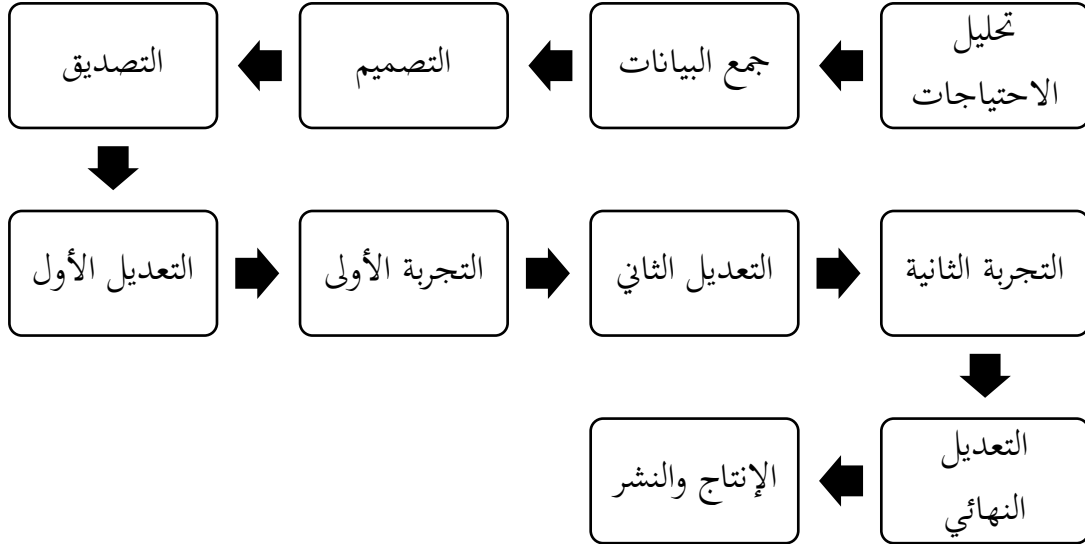 تحليل
الاحتياجات
جمع البيانات
التصميم
التصديق
التعديل الأول
التجربة الأولى
التعديل الثاني
التجربة الثانية
التعديل
النهائي
الإنتاج والنشر